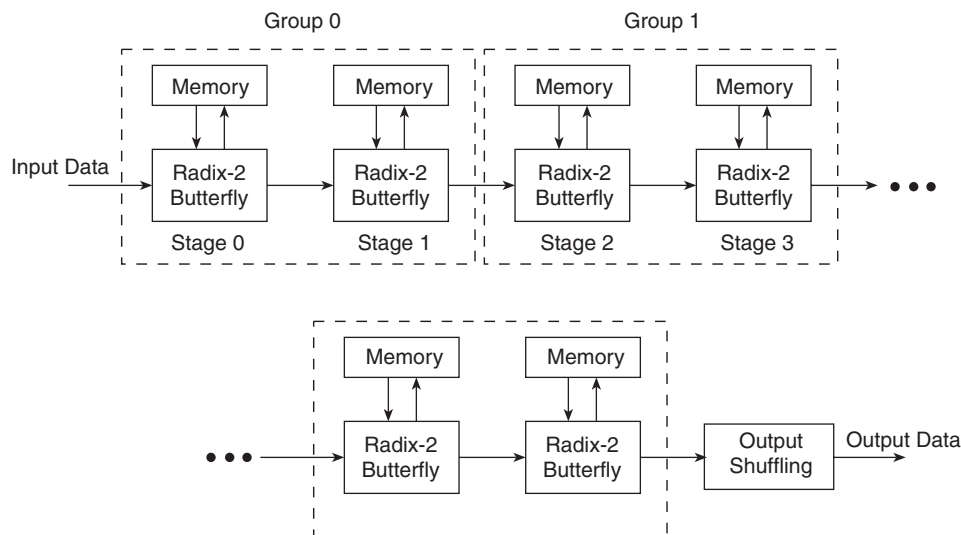 Group 0
Group 1
Memory
Memory
Memory
Memory
Input Data
Radix-2
Butterfly
Radix-2
Butterfly
Radix-2
Butterfly
Radix-2
Butterfly
Stage 0
Stage 1
Stage 2
Stage 3
Memory
Memory
Radix-2
Butterfly
Radix-2
Butterfly
Output
Shuffling
Output Data